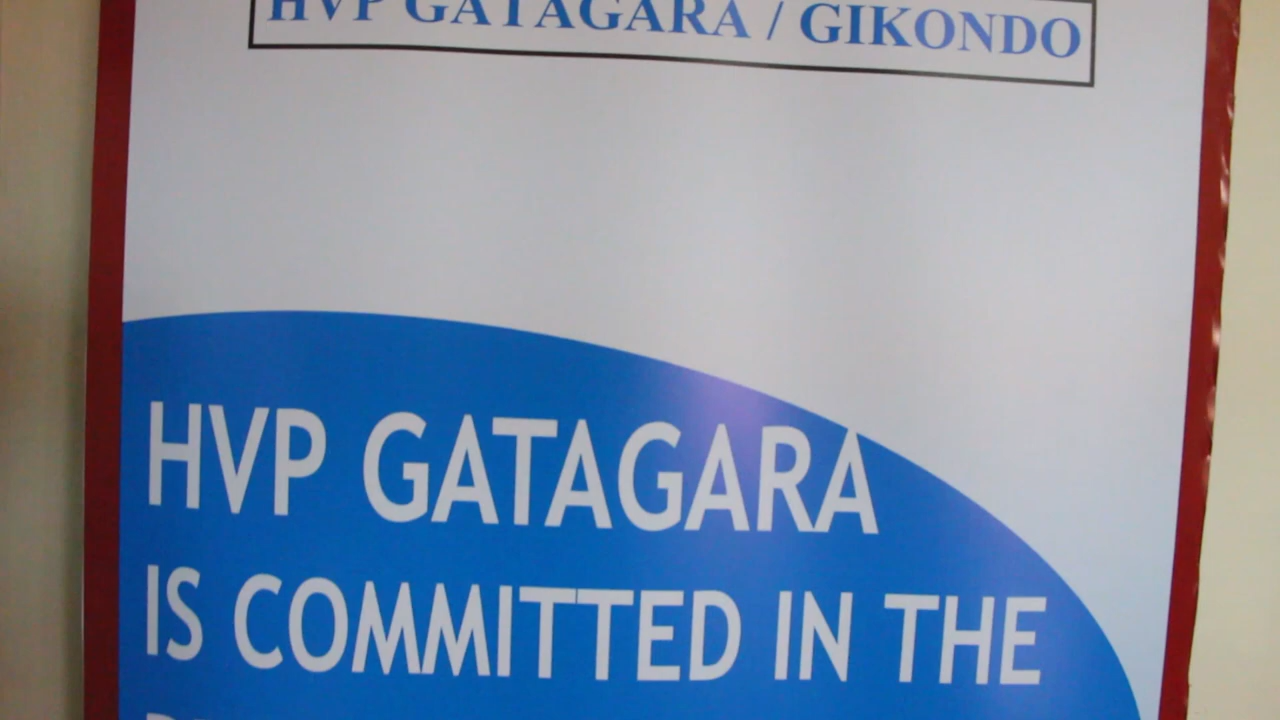 HVP GATAGARA / GIKONDO
HVP GATAGARA
IS COMMITTED IN THE